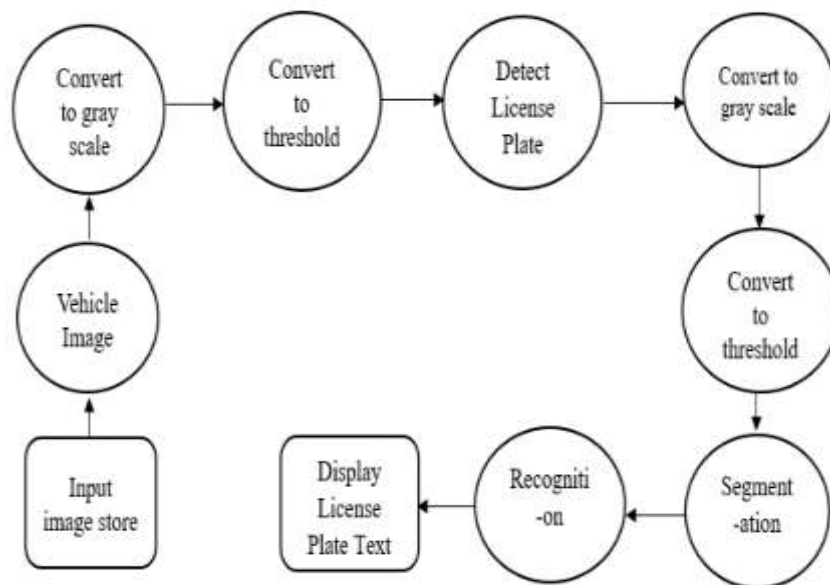 Convert
to gray
scale
Convert
to
threshold
Detect
License
Plate
Convert to
gray scale
Vehicle
Image
Convert
to
threshold
Input
image store
Display
License
Plate Text
Recogniti
-on
Segment
-ation